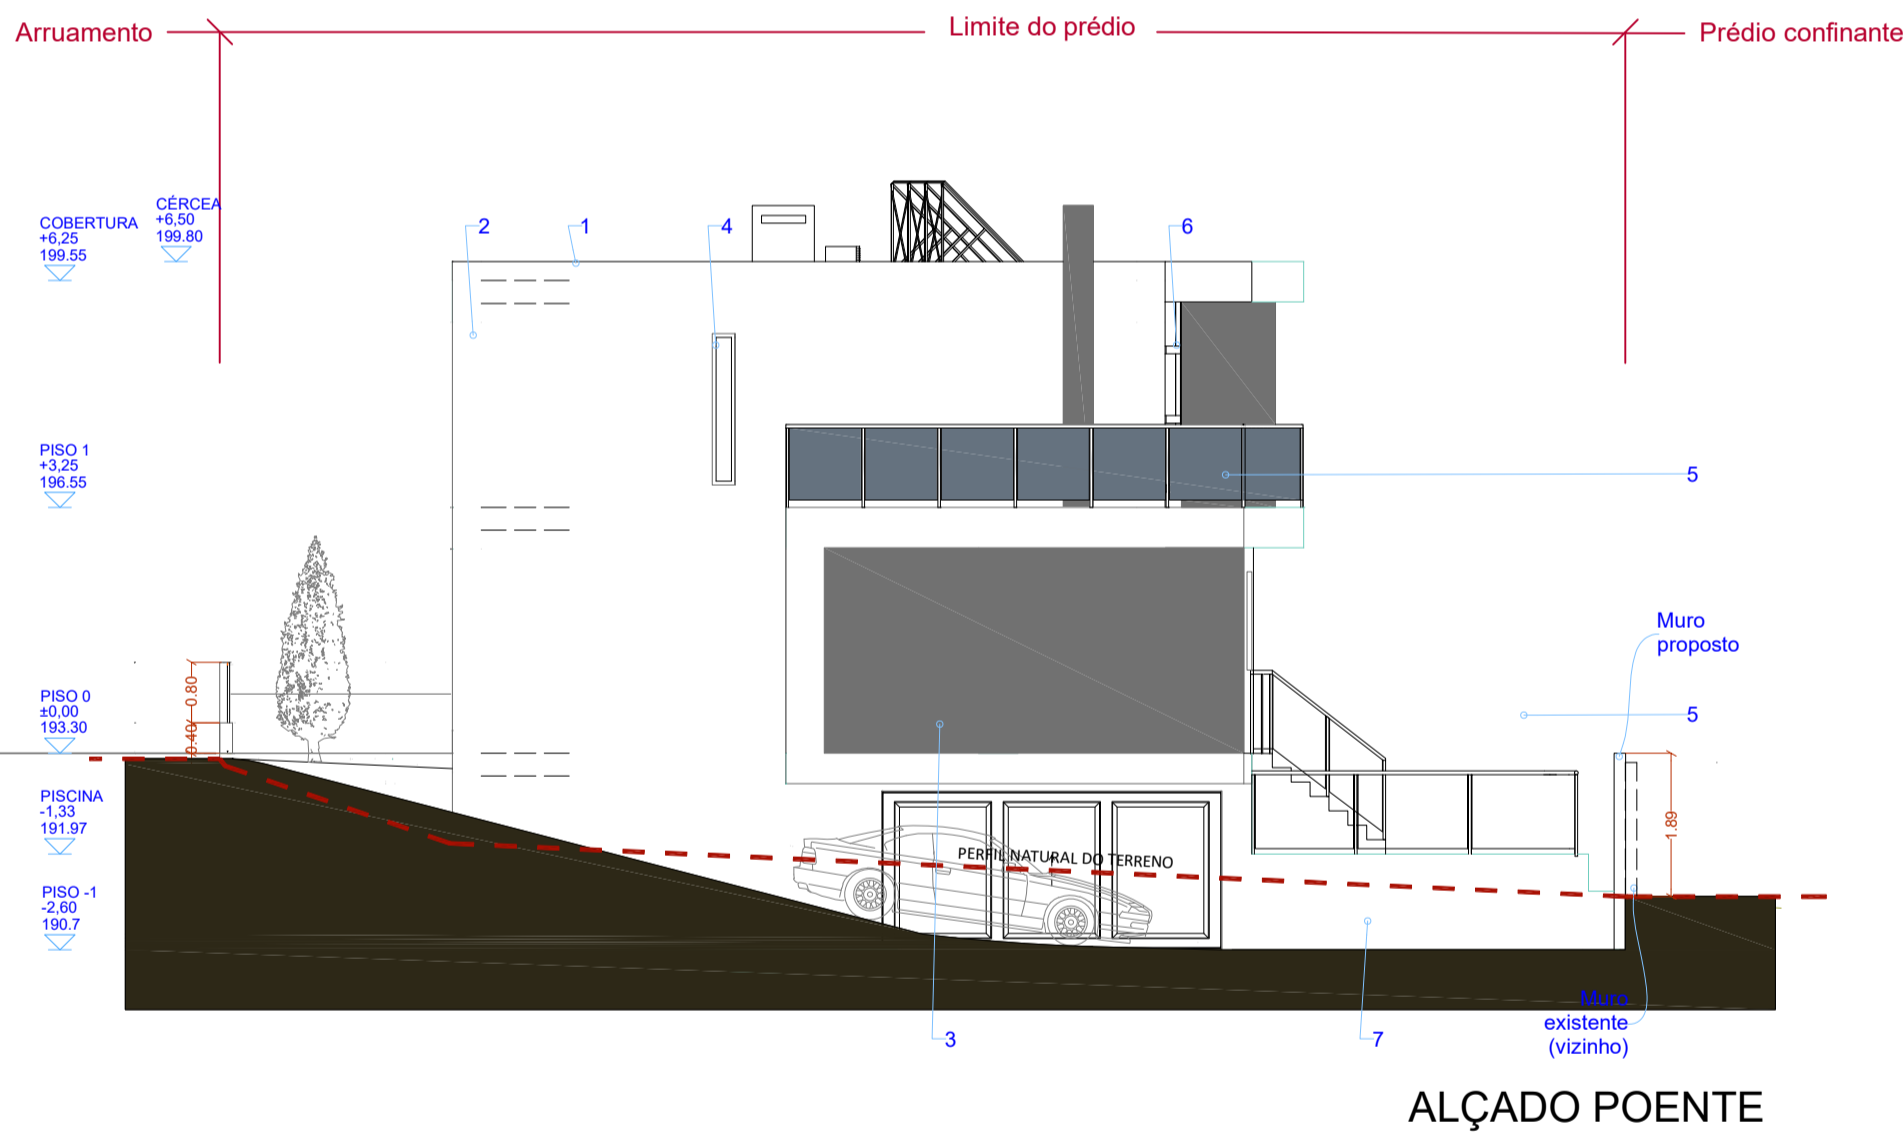 Arruamento
Limite do prédio
Prédio confinante
CÉRCEA
+6,50
199.80
COBERTURA
+6,25
199.55
2
1
4
6
PISO 1
+3,25
196.55
5
Muro
proposto
0.80
0.40
PISO 0
±0,00
193.30
5
PISCINA
-1,33
191.97
1.89
PERFIL NATURAL DO TERRENO
PISO -1
-2,60
190.7
3
7
Muro
existente
(vizinho)
ALÇADO POENTE